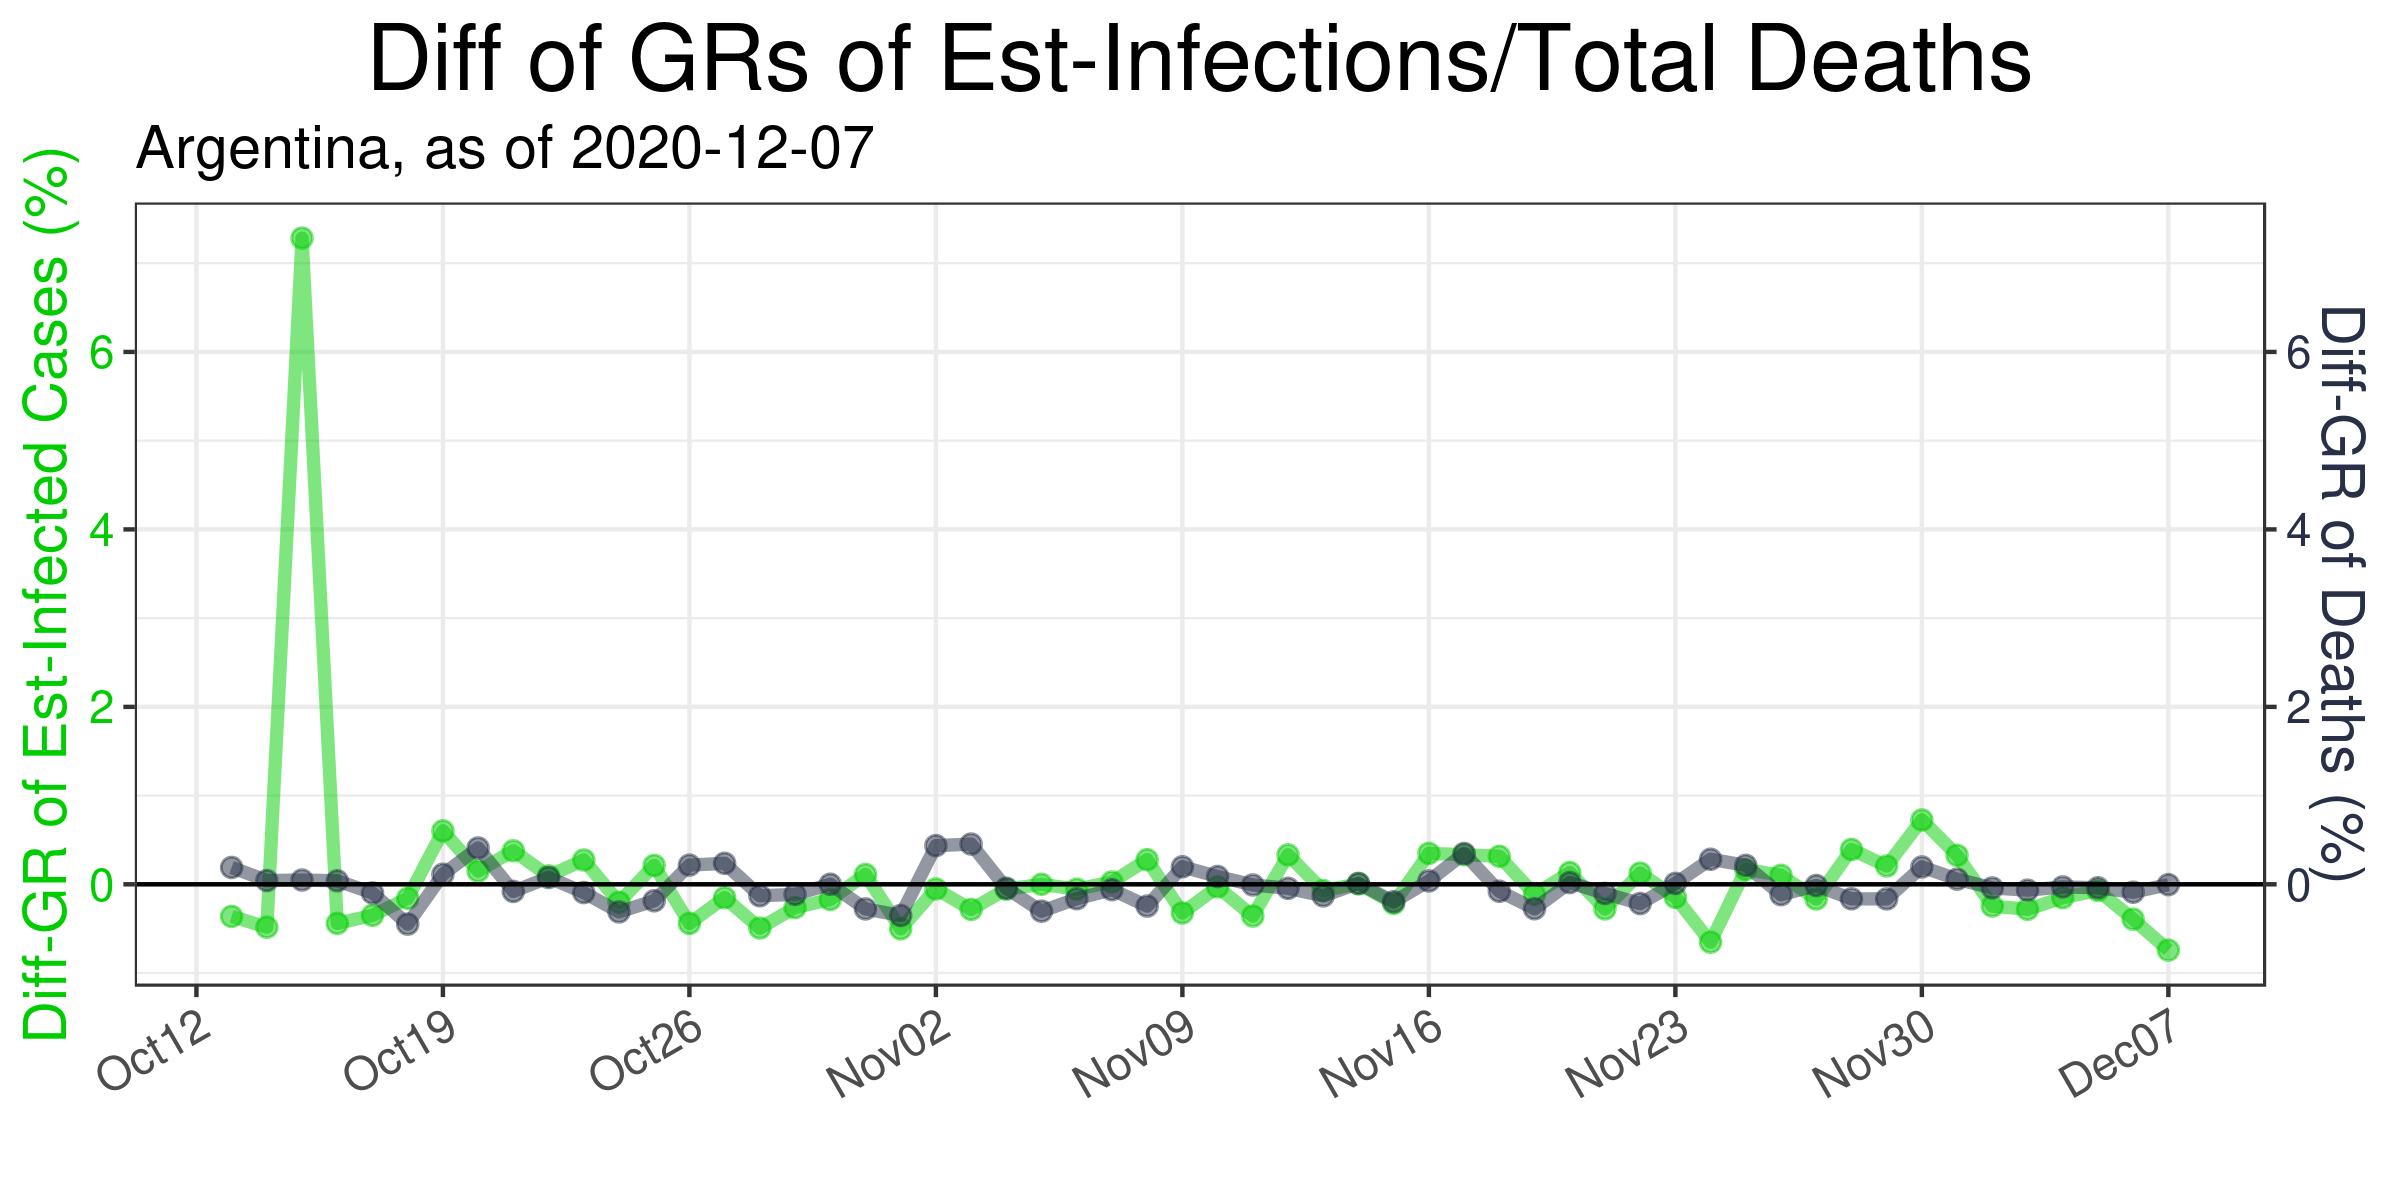 Diff of GRs of Est-Infections/Total Deaths
Argentina, as of 2020-12-07
Diff-GR of Est-Infected Cases (%)
6
4
2
0
6
4
2
0
Diff-GR of Deaths (%)
Oct12
Oct19
Oct26
Nov02
Nov09
Nov16
Nov23
Nov30
Dec07